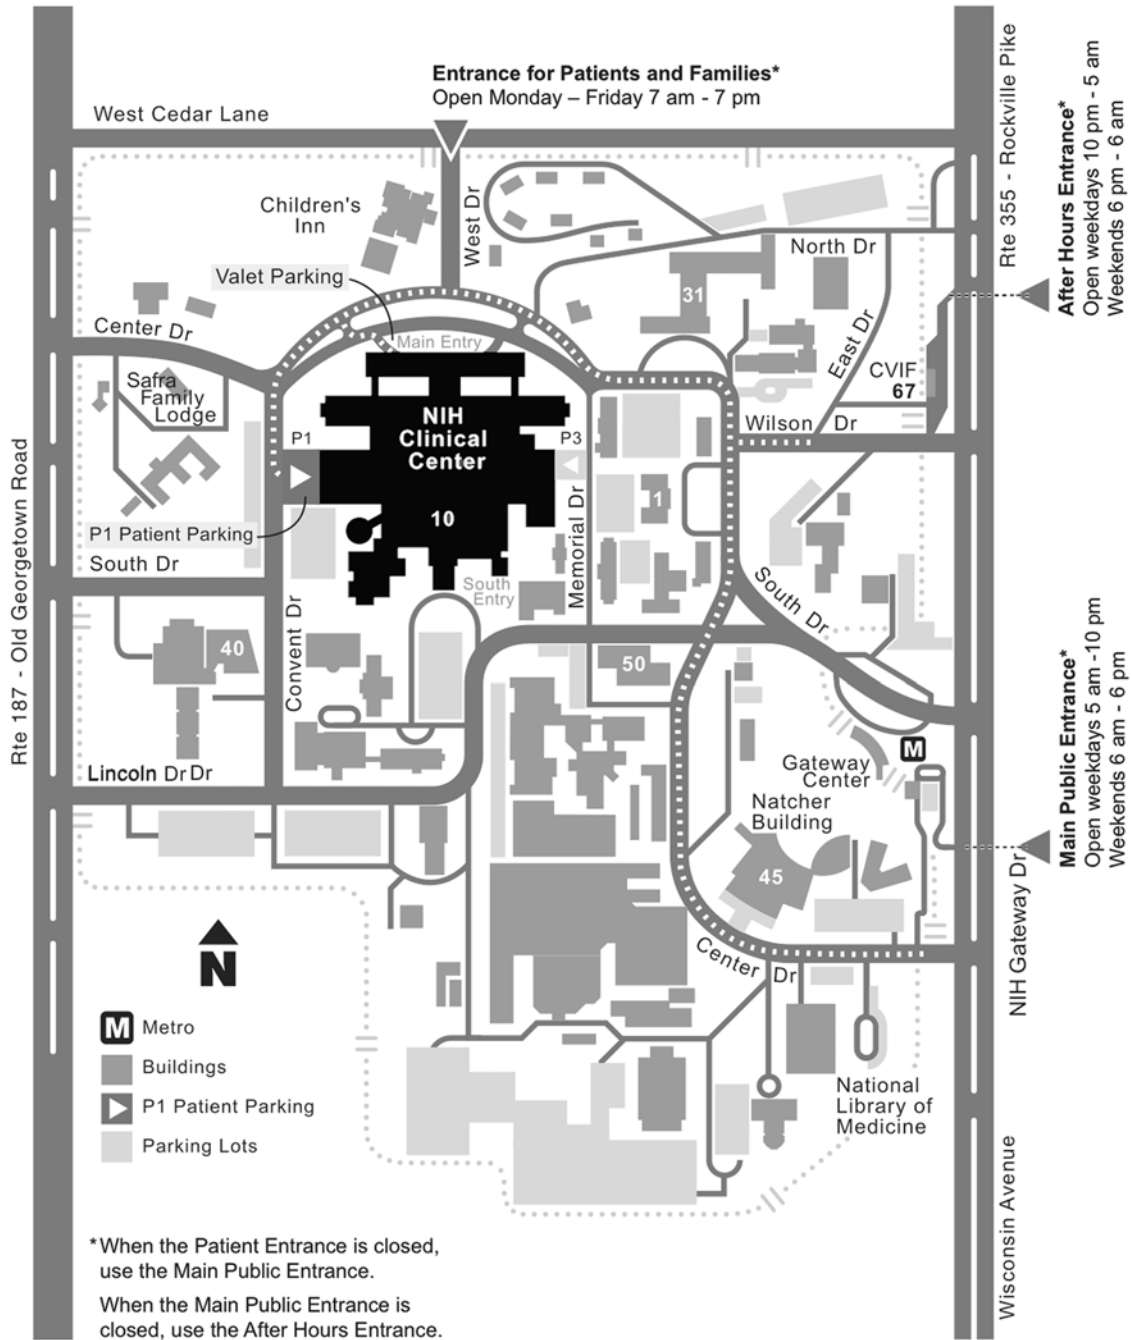 Entrance for Patients and Families*
Open Monday – Friday 7 am - 7 pm
West Cedar Lane
Rte 355 - Rockville Pike
After Hours Entrance*
Open weekdays 10 pm - 5 am
Weekends 6 pm - 6 am
Children's
Inn
West Dr
North Dr
Valet Parking
31
Center Dr
Main Entry
East Dr
CVIF
67
Safra
Family
Lodge
NIH
Clinical
Center
P1
P3
Wilson Dr
Rte 187 - Old Georgetown Road
1
10
P1 Patient Parking
Memorial Dr
South Dr
South
Entry
South Dr
Convent Dr
40
50
Main Public Entrance*
Open weekdays 5 am -10 pm
Weekends 6 am - 6 pm
M
Gateway
Center
Lincoln Dr Dr
Natcher
Building
45
NIH Gateway Dr
Center Dr
N
M Metro
Buildings
P1 Patient Parking
Parking Lots
National
Library of
Medicine
Wisconsin Avenue
*When the Patient Entrance is closed,
use the Main Public Entrance.
When the Main Public Entrance is
closed, use the After Hours Entrance.